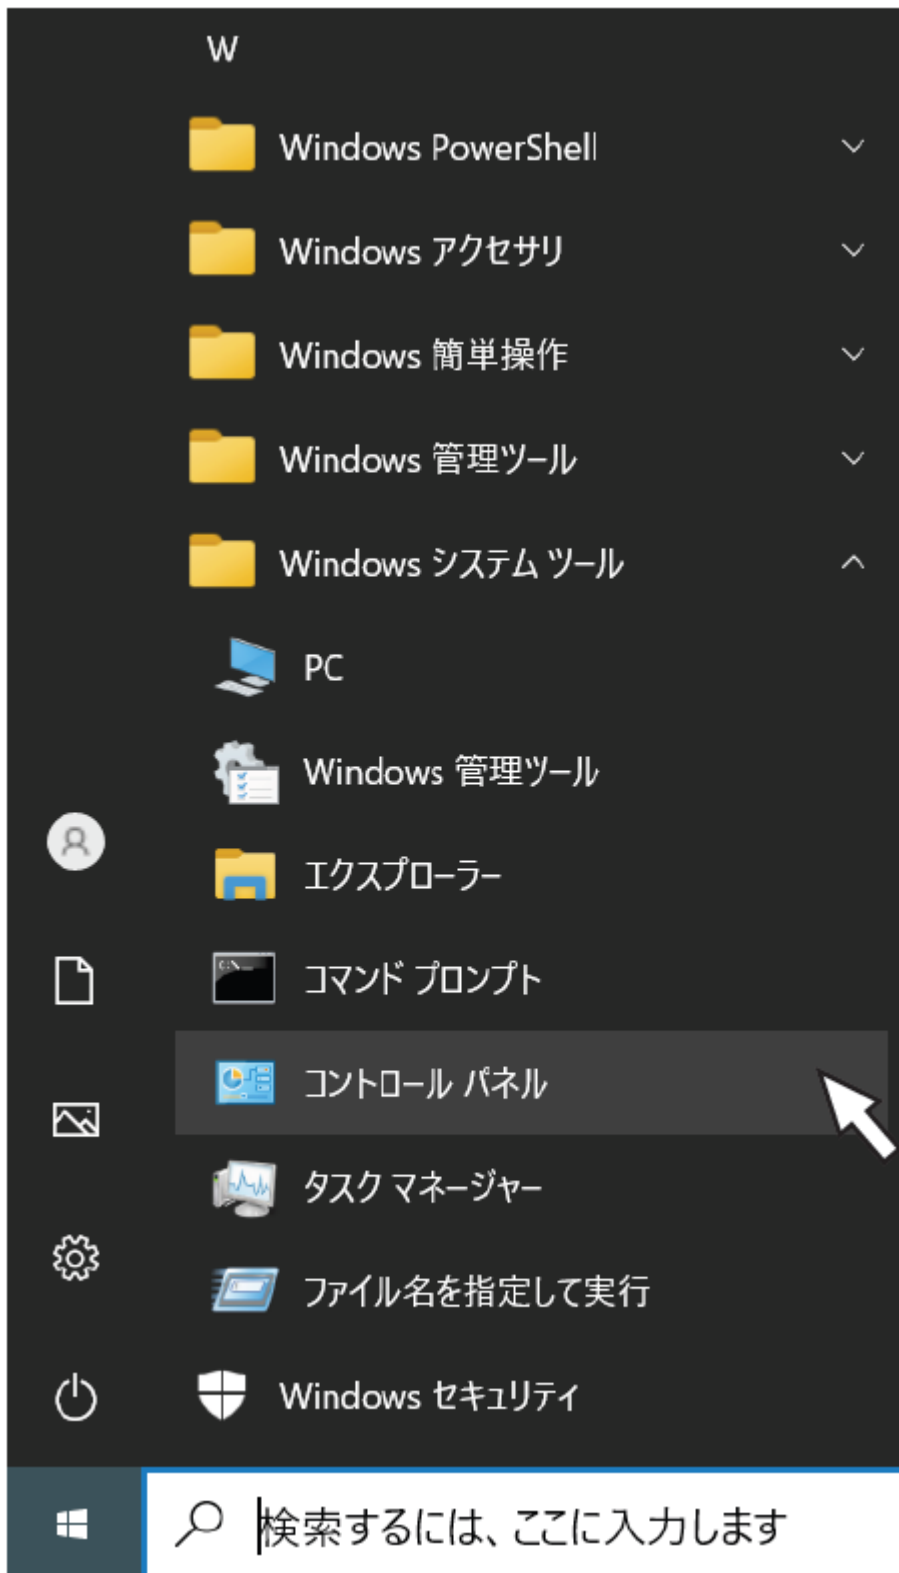 W
Windows PowerShell
Windows アクセサリ
Windows 簡単操作
Windows 管理ツール
Windows システム ツール
PC
Windows 管理ツール
エクスプローラー
コマンド プロンプト
コントロール パネル
タスク マネージャー
ファイル名を指定して実行
Windows セキュリティ
検索するには、ここに入力します